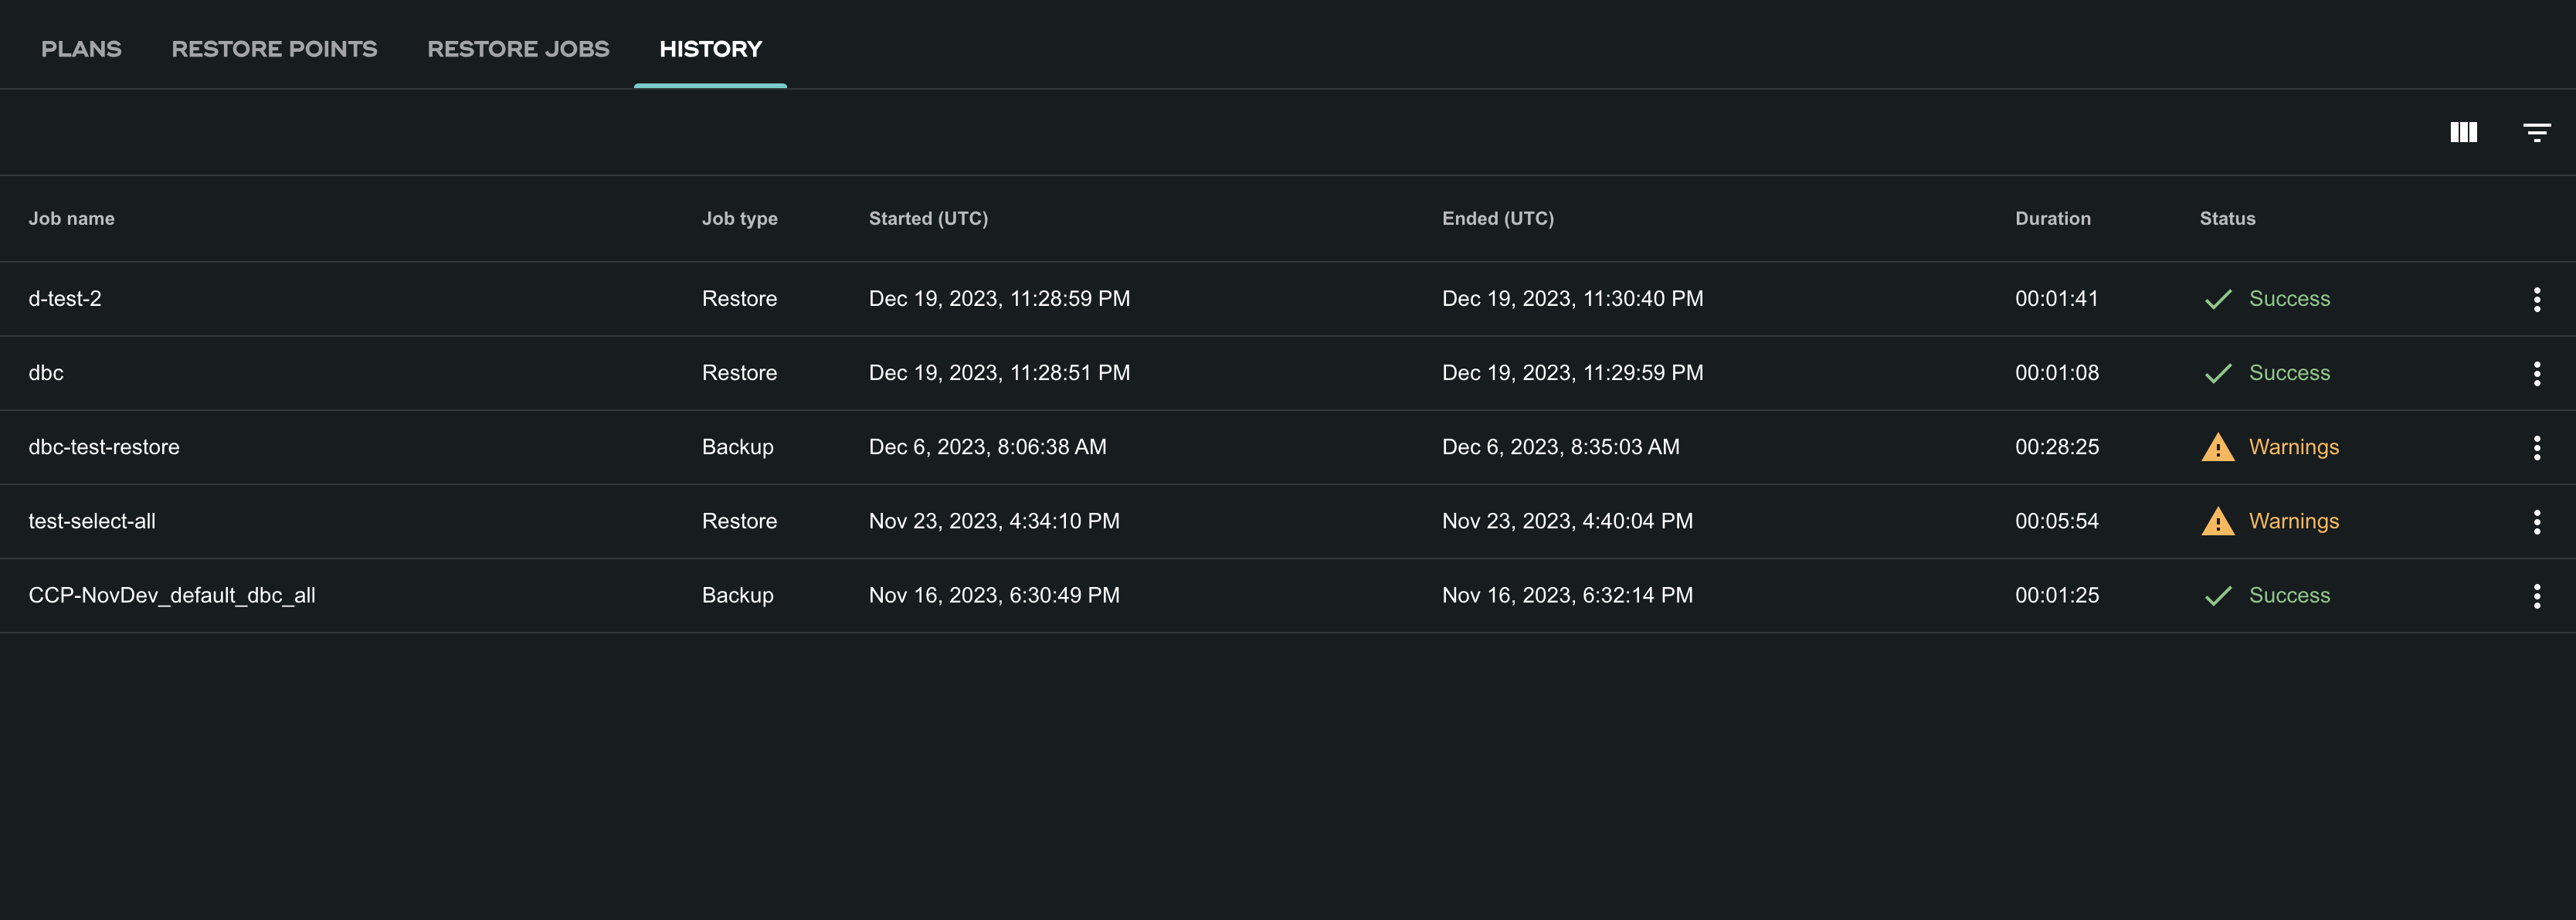 PLANS RESTORE POINTS RESTORE JOBS HISTORY
Job name Job type Started (UTC) Ended (UTC) Duration Status
d-test-2 Restore Dec 19, 2023, 11:28:59 PM Dec 19, 2023, 11:30:40 PM 00:01:41 Success
dbc Restore Dec 19, 2023, 11:28:51 PM Dec 19, 2023, 11:29:59 PM 00:01:08 Success
dbc-test-restore Backup Dec 6, 2023, 8:06:38 AM Dec 6, 2023, 8:35:03 AM 00:28:25 Warnings
test-select-all Restore Nov 23, 2023, 4:34:10 PM Nov 23, 2023, 4:40:04 PM 00:05:54 Warnings
CCP-NovDev_default_dbc_all Backup Nov 16, 2023, 6:30:49 PM Nov 16, 2023, 6:32:14 PM 00:01:25 Success